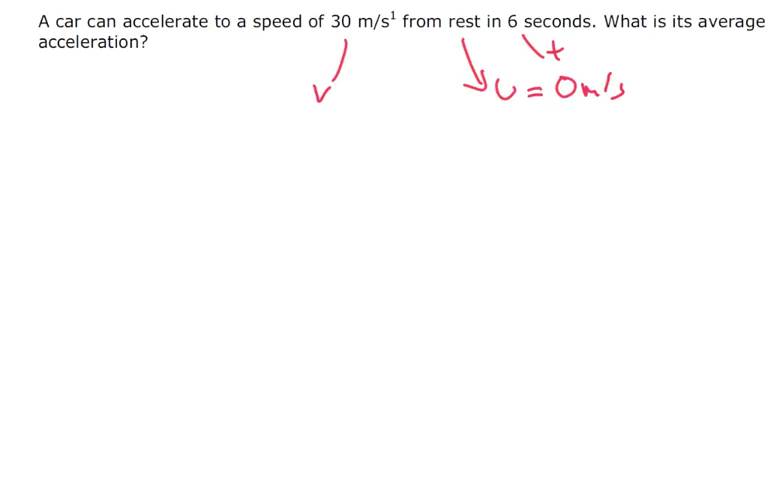 A car can accelerate to a speed of 30 m/s¹ from rest in 6 seconds. What is its average
acceleration?
t
v u = 0m/s